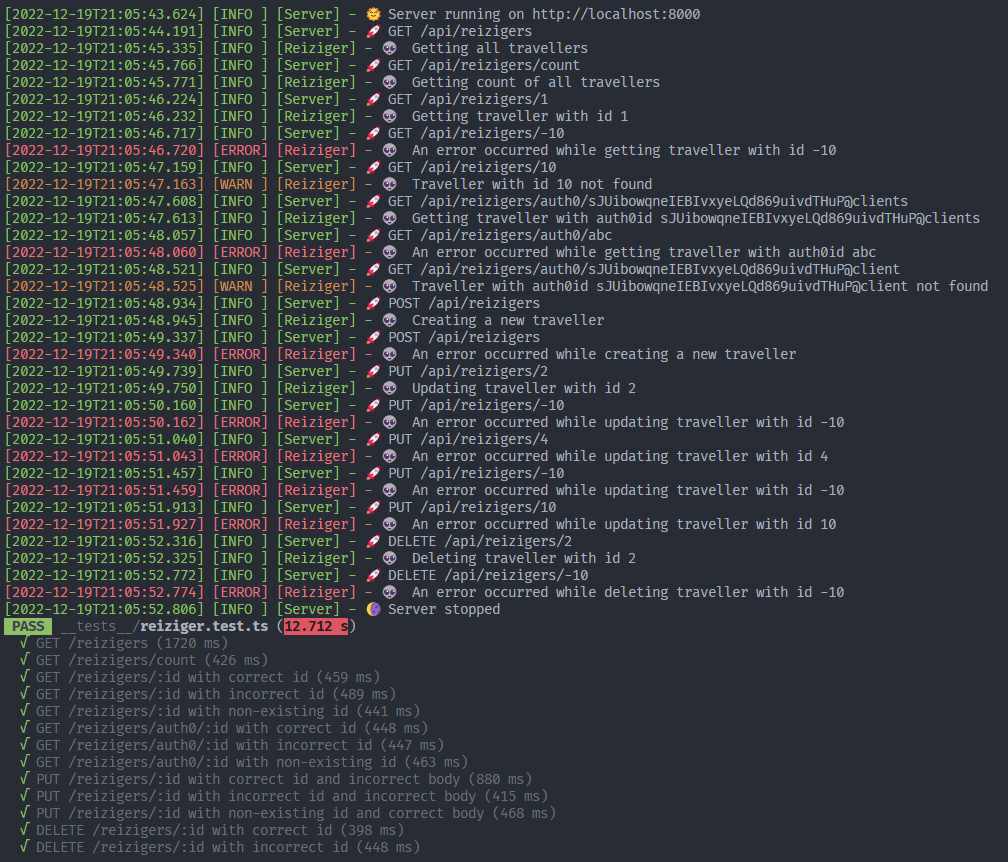 [2022-12-19T21:05:43.624] [INFO ] [Server] - 🌞 Server running on http://localhost:8000
[2022-12-19T21:05:44.191] [INFO ] [Server] - 🚀 GET /api/reizigers
[2022-12-19T21:05:45.335] [INFO ] [Reiziger] - 👽 Getting all travellers
[2022-12-19T21:05:45.766] [INFO ] [Server] - 🚀 GET /api/reizigers/count
[2022-12-19T21:05:45.771] [INFO ] [Reiziger] - 👽 Getting count of all travellers
[2022-12-19T21:05:46.224] [INFO ] [Server] - 🚀 GET /api/reizigers/1
[2022-12-19T21:05:46.232] [INFO ] [Reiziger] - 👽 Getting traveller with id 1
[2022-12-19T21:05:46.717] [INFO ] [Server] - 🚀 GET /api/reizigers/-10
[2022-12-19T21:05:46.720] [ERROR] [Reiziger] - 👽 An error occurred while getting traveller with id -10
[2022-12-19T21:05:47.159] [INFO ] [Server] - 🚀 GET /api/reizigers/10
[2022-12-19T21:05:47.163] [WARN ] [Reiziger] - 👽 Traveller with id 10 not found
[2022-12-19T21:05:47.608] [INFO ] [Server] - 🚀 GET /api/reizigers/auth0/sJUibowqneIEBIvxyeLQd869uivdTHuP@clients
[2022-12-19T21:05:47.613] [INFO ] [Reiziger] - 👽 Getting traveller with auth0id sJUibowqneIEBIvxyeLQd869uivdTHuP@clients
[2022-12-19T21:05:48.057] [INFO ] [Server] - 🚀 GET /api/reizigers/auth0/abc
[2022-12-19T21:05:48.060] [ERROR] [Reiziger] - 👽 An error occurred while getting traveller with auth0id abc
[2022-12-19T21:05:48.521] [INFO ] [Server] - 🚀 GET /api/reizigers/auth0/sJUibowqneIEBIvxyeLQd869uivdTHuP@client
[2022-12-19T21:05:48.525] [WARN ] [Reiziger] - 👽 Traveller with auth0id sJUibowqneIEBIvxyeLQd869uivdTHuP@client not found
[2022-12-19T21:05:48.934] [INFO ] [Server] - 🚀 POST /api/reizigers
[2022-12-19T21:05:48.945] [INFO ] [Reiziger] - 👽 Creating a new traveller
[2022-12-19T21:05:49.337] [INFO ] [Server] - 🚀 POST /api/reizigers
[2022-12-19T21:05:49.340] [ERROR] [Reiziger] - 👽 An error occurred while creating a new traveller
[2022-12-19T21:05:49.739] [INFO ] [Server] - 🚀 PUT /api/reizigers/2
[2022-12-19T21:05:49.750] [INFO ] [Reiziger] - 👽 Updating traveller with id 2
[2022-12-19T21:05:50.160] [INFO ] [Server] - 🚀 PUT /api/reizigers/-10
[2022-12-19T21:05:50.162] [ERROR] [Reiziger] - 👽 An error occurred while updating traveller with id -10
[2022-12-19T21:05:51.040] [INFO ] [Server] - 🚀 PUT /api/reizigers/4
[2022-12-19T21:05:51.043] [ERROR] [Reiziger] - 👽 An error occurred while updating traveller with id 4
[2022-12-19T21:05:51.457] [INFO ] [Server] - 🚀 PUT /api/reizigers/-10
[2022-12-19T21:05:51.459] [ERROR] [Reiziger] - 👽 An error occurred while updating traveller with id -10
[2022-12-19T21:05:51.913] [INFO ] [Server] - 🚀 PUT /api/reizigers/10
[2022-12-19T21:05:51.927] [ERROR] [Reiziger] - 👽 An error occurred while updating traveller with id 10
[2022-12-19T21:05:52.316] [INFO ] [Server] - 🚀 DELETE /api/reizigers/2
[2022-12-19T21:05:52.325] [INFO ] [Reiziger] - 👽 Deleting traveller with id 2
[2022-12-19T21:05:52.772] [INFO ] [Server] - 🚀 DELETE /api/reizigers/-10
[2022-12-19T21:05:52.774] [ERROR] [Reiziger] - 👽 An error occurred while deleting traveller with id -10
[2022-12-19T21:05:52.806] [INFO ] [Server] - 🌘 Server stopped
PASS __tests__/reiziger.test.ts (12.712 s)
√ GET /reizigers (1720 ms)
√ GET /reizigers/count (426 ms)
√ GET /reizigers/:id with correct id (459 ms)
√ GET /reizigers/:id with incorrect id (489 ms)
√ GET /reizigers/:id with non-existing id (441 ms)
√ GET /reizigers/auth0/:id with correct id (448 ms)
√ GET /reizigers/auth0/:id with incorrect id (447 ms)
√ GET /reizigers/auth0/:id with non-existing id (463 ms)
√ PUT /reizigers/:id with correct id and incorrect body (880 ms)
√ PUT /reizigers/:id with incorrect id and incorrect body (415 ms)
√ PUT /reizigers/:id with non-existing id and correct body (468 ms)
√ DELETE /reizigers/:id with correct id (398 ms)
√ DELETE /reizigers/:id with incorrect id (448 ms)